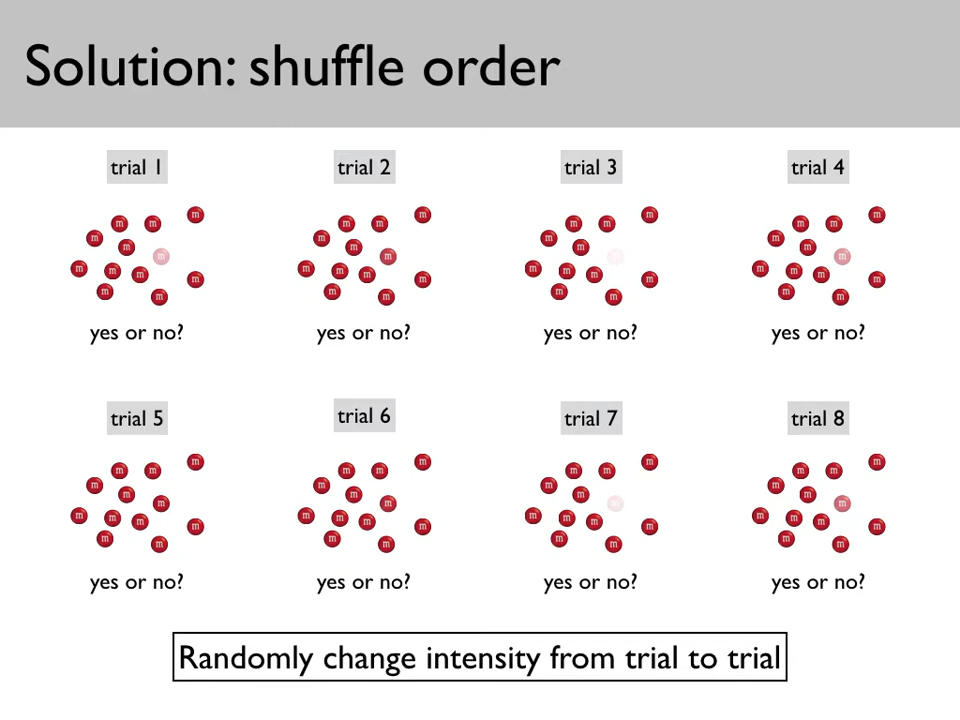 Solution: shuffle order
trial 1
trial 2
trial 3
trial 4
m m m m m m m m m m m m m
m m m m m m m m m m m m m
m m m m m m m m m m m m
m m m m m m m m m m m m m
yes or no?
yes or no?
yes or no?
yes or no?
trial 5
trial 6
trial 7
trial 8
m m m m m m m m m m m m m
m m m m m m m m m m m m m
m m m m m m m m m m m m
m m m m m m m m m m m m m
yes or no?
yes or no?
yes or no?
yes or no?
Randomly change intensity from trial to trial